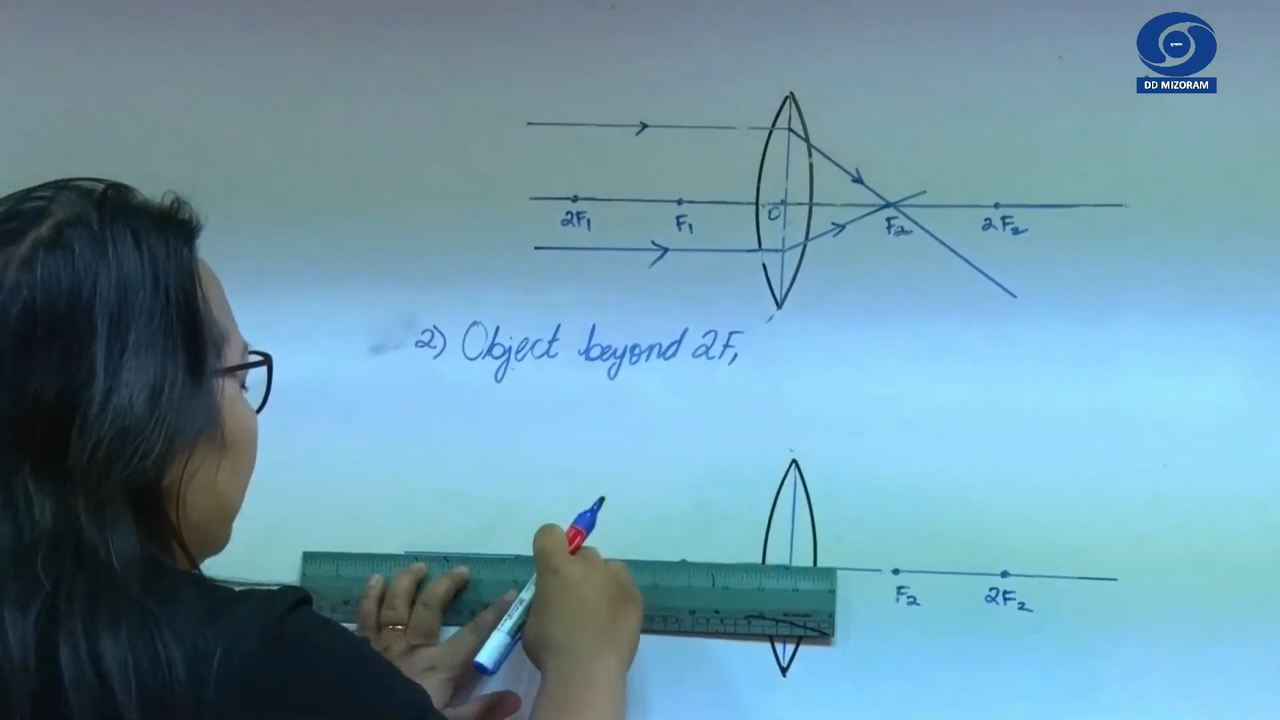 DD MIZORAM
2F₁ F₁ O F₂ 2F₂
2) Object beyond 2F₁
F₂ 2F₂